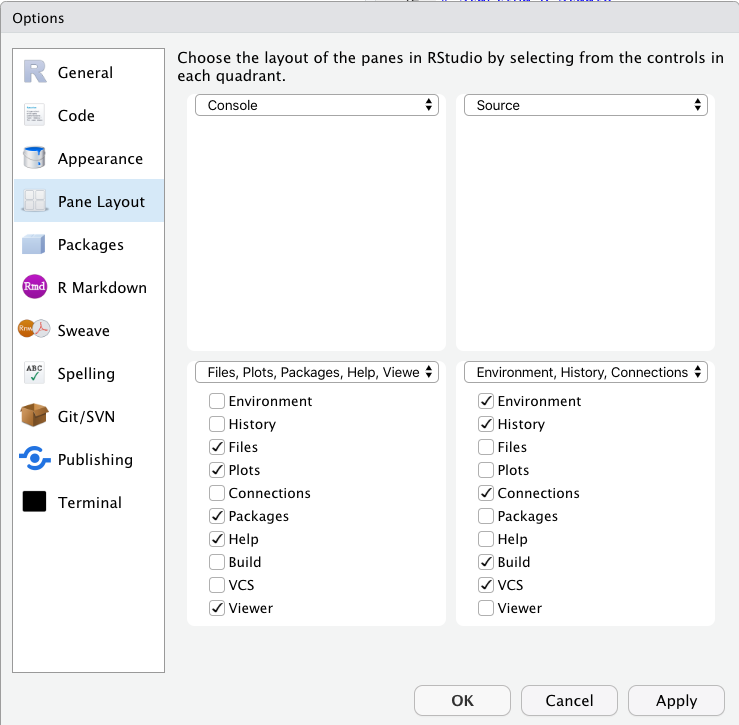 Options
General
Code
Appearance
Pane Layout
Packages
R Markdown
Sweave
Spelling
Git/SVN
Publishing
Terminal
Choose the layout of the panes in RStudio by selecting from the controls in
each quadrant.
Console
Source
Files, Plots, Packages, Help, Viewe
Environment
History
Files
Plots
Connections
Packages
Help
Build
VCS
Viewer
Environment, History, Connections
Environment
History
Files
Plots
Connections
Packages
Help
Build
VCS
Viewer
OK
Cancel
Apply